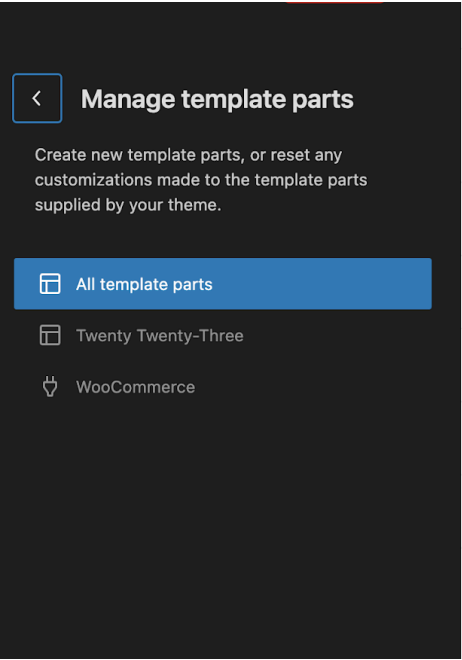 Manage template parts
Create new template parts, or reset any
customizations made to the template parts
supplied by your theme.
All template parts
Twenty Twenty-Three
WooCommerce